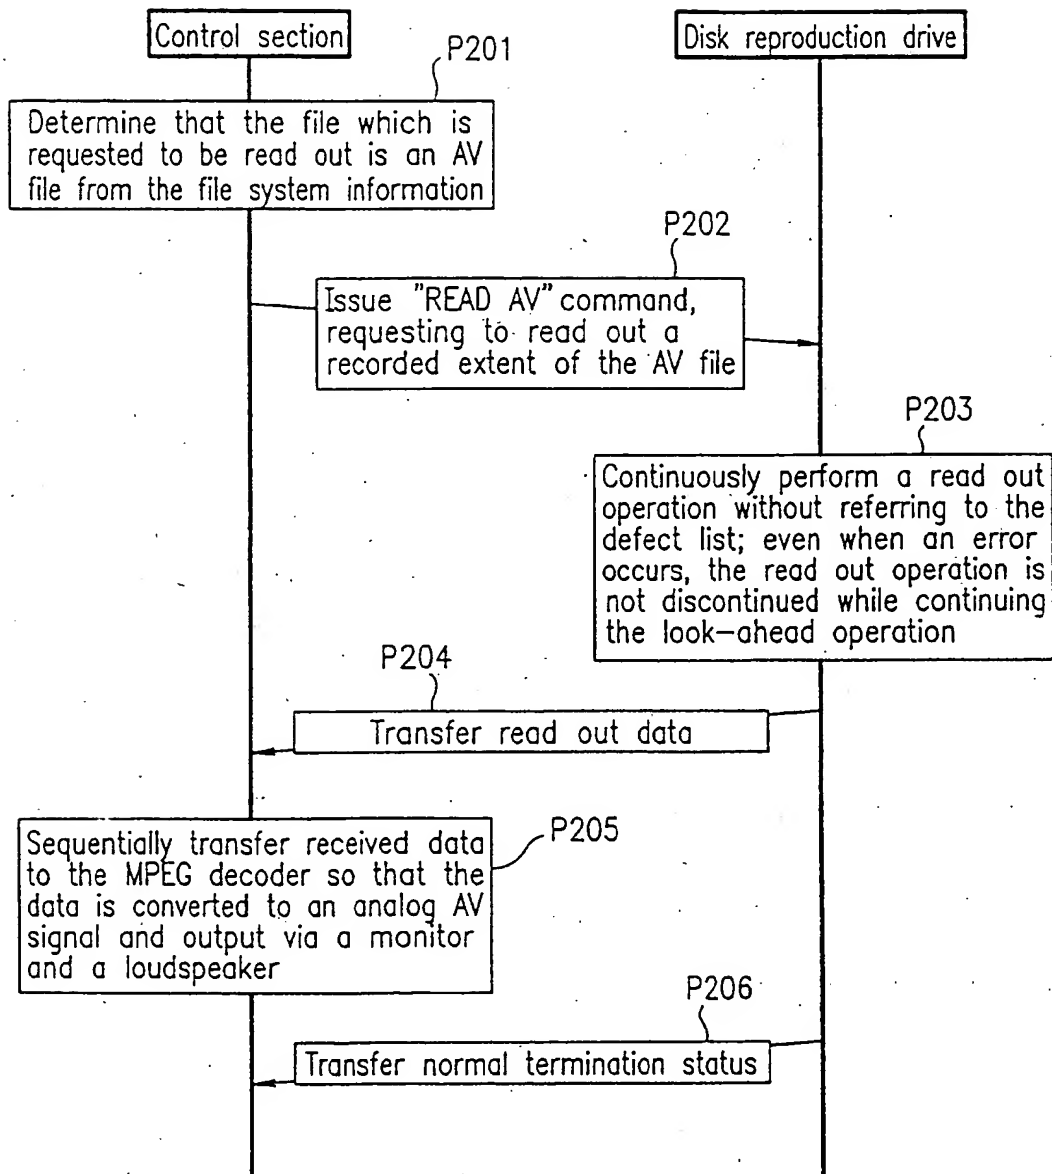 Control section
Disk reproduction drive
P201
Determine that the file which is
requested to be read out is an AV
file from the file system information
P202
Issue "READ AV" command,
requesting to read out a
recorded extent of the AV file
P203
Continuously perform a read out
operation without referring to the
defect list; even when an error
occurs, the read out operation is
not discontinued while continuing
the look-ahead operation
P204
Transfer read out data
P205
Sequentially transfer received data
to the MPEG decoder so that the
data is converted to an analog AV
signal and output via a monitor
and a loudspeaker
P206
Transfer normal termination status